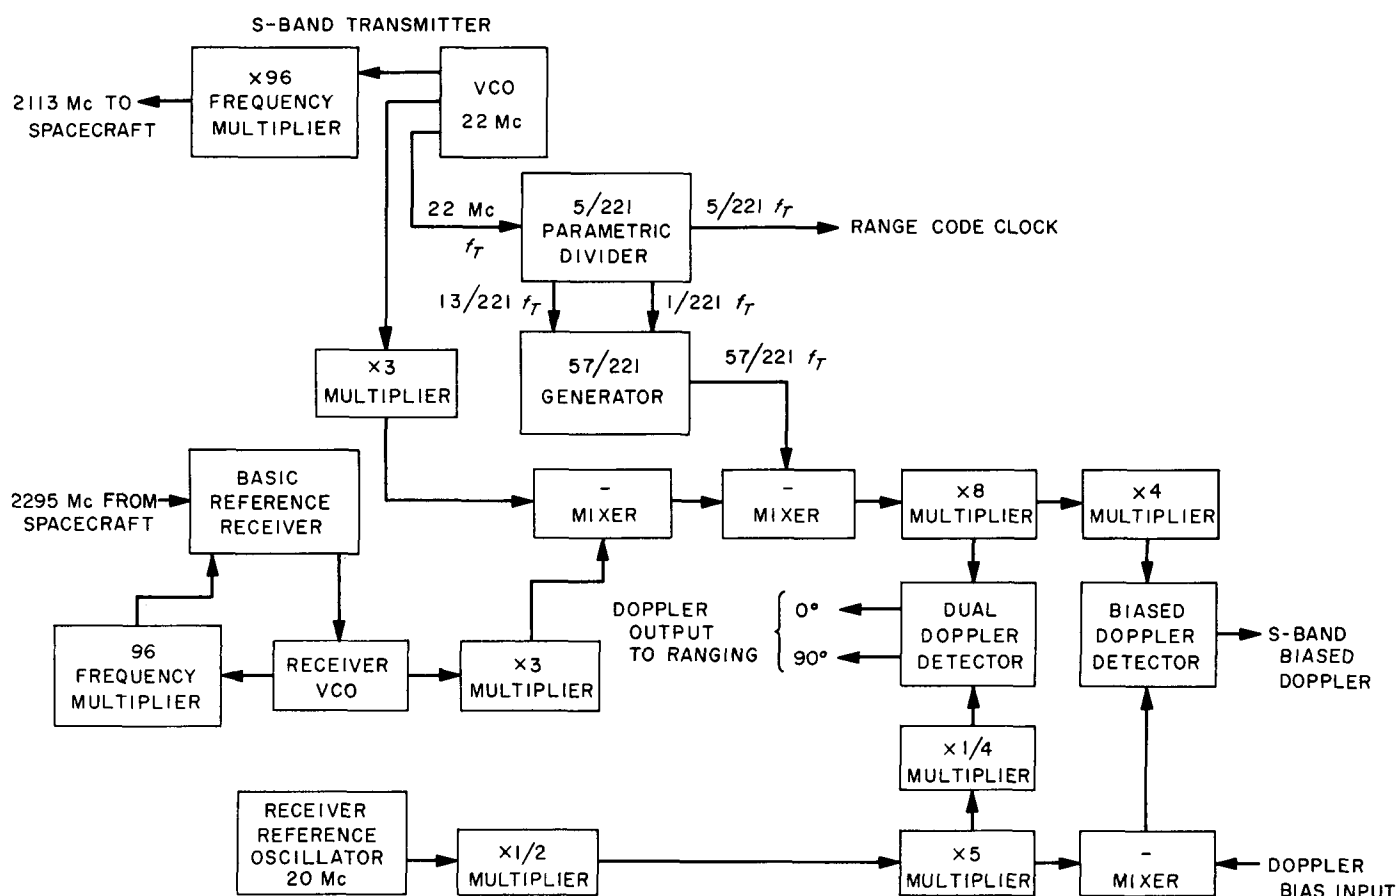 S-BAND TRANSMITTER
×96
FREQUENCY
MULTIPLIER
VCO
22 Mc
2113 Mc TO
SPACECRAFT
22 Mc
f_T
5/221
PARAMETRIC
DIVIDER
5/221 f_T
RANGE CODE CLOCK
13/221 f_T
1/221 f_T
×3
MULTIPLIER
57/221
GENERATOR
57/221 f_T
2295 Mc FROM
SPACECRAFT
BASIC
REFERENCE
RECEIVER
-
MIXER
-
MIXER
×8
MULTIPLIER
×4
MULTIPLIER
96
FREQUENCY
MULTIPLIER
RECEIVER
VCO
×3
MULTIPLIER
DOPPLER
OUTPUT
TO RANGING
0°
90°
DUAL
DOPPLER
DETECTOR
BIASED
DOPPLER
DETECTOR
S-BAND
BIASED
DOPPLER
×1/4
MULTIPLIER
RECEIVER
REFERENCE
OSCILLATOR
20 Mc
×1/2
MULTIPLIER
×5
MULTIPLIER
-
MIXER
DOPPLER
BIAS INPUT